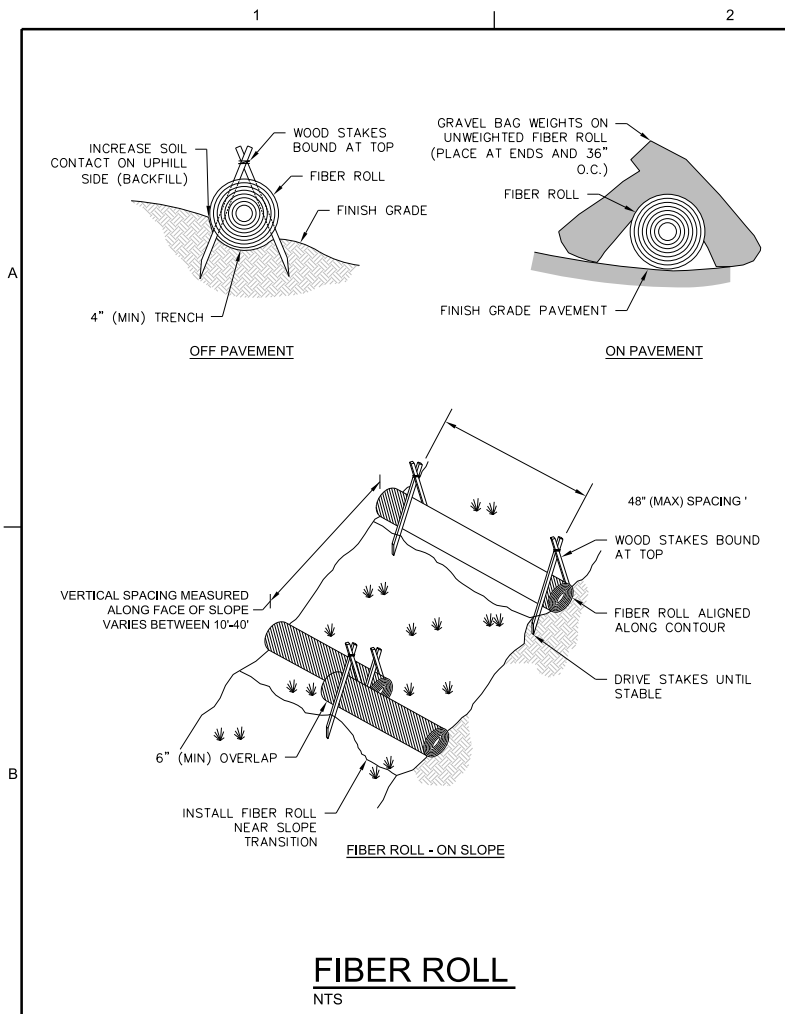 1
2
A
B
INCREASE SOIL
CONTACT ON UPHILL
SIDE (BACKFILL)
WOOD STAKES
BOUND AT TOP
FIBER ROLL
FINISH GRADE
4" (MIN) TRENCH
OFF PAVEMENT
GRAVEL BAG WEIGHTS ON
UNWEIGHTED FIBER ROLL
(PLACE AT ENDS AND 36"
O.C.)
FIBER ROLL
FINISH GRADE PAVEMENT
ON PAVEMENT
48" (MAX) SPACING '
WOOD STAKES BOUND
AT TOP
VERTICAL SPACING MEASURED
ALONG FACE OF SLOPE
VARIES BETWEEN 10'-40'
FIBER ROLL ALIGNED
ALONG CONTOUR
DRIVE STAKES UNTIL
STABLE
6" (MIN) OVERLAP
INSTALL FIBER ROLL
NEAR SLOPE
TRANSITION
FIBER ROLL - ON SLOPE
FIBER ROLL
NTS